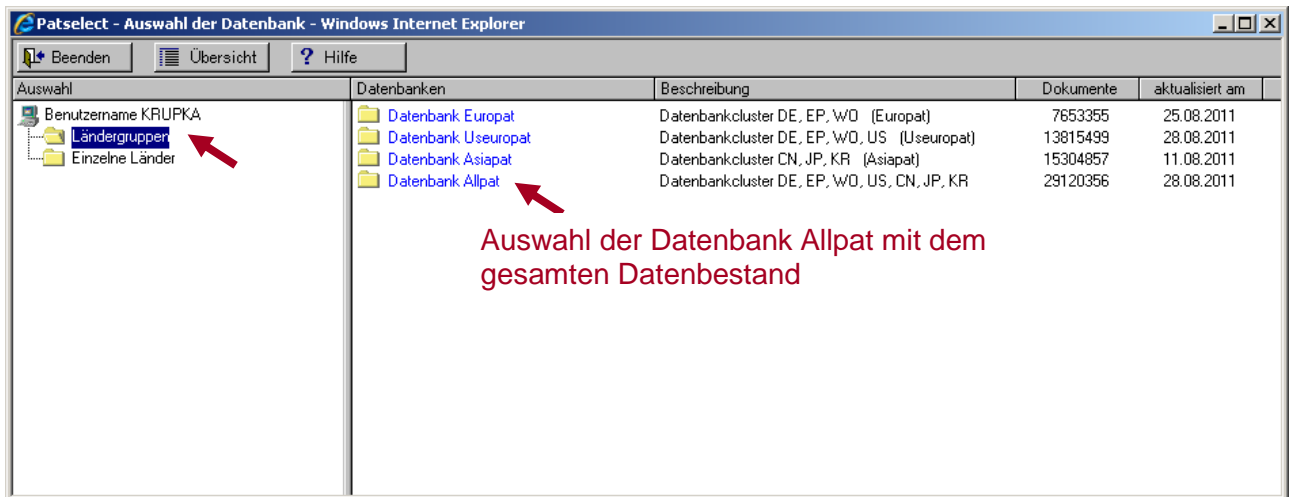 Patselect - Auswahl der Datenbank - Windows Internet Explorer
Beenden Übersicht ? Hilfe
Auswahl Datenbanken Beschreibung Dokumente aktualisiert am
Benutzername KRUPKA Datenbank Europat Datenbankcluster DE, EP, WO (Europat) 7653355 25.08.2011
Ländergruppen Datenbank Useuropat Datenbankcluster DE, EP, WO, US (Useuropat) 13815499 28.08.2011
Einzelne Länder Datenbank Asiapat Datenbankcluster CN, JP, KR (Asiapat) 15304857 11.08.2011
Datenbank Allpat Datenbankcluster DE, EP, WO, US, CN, JP, KR 29120356 28.08.2011
Auswahl der Datenbank Allpat mit dem
gesamten Datenbestand